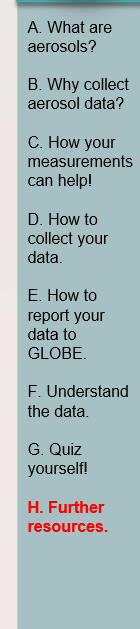 A. What are
aerosols?
B. Why collect
aerosol data?
C. How your
measurements
can help!
D. How to
collect your
data.
E. How to
report your
data to
GLOBE.
F. Understand
the data.
G. Quiz
yourself!
H. Further
resources.